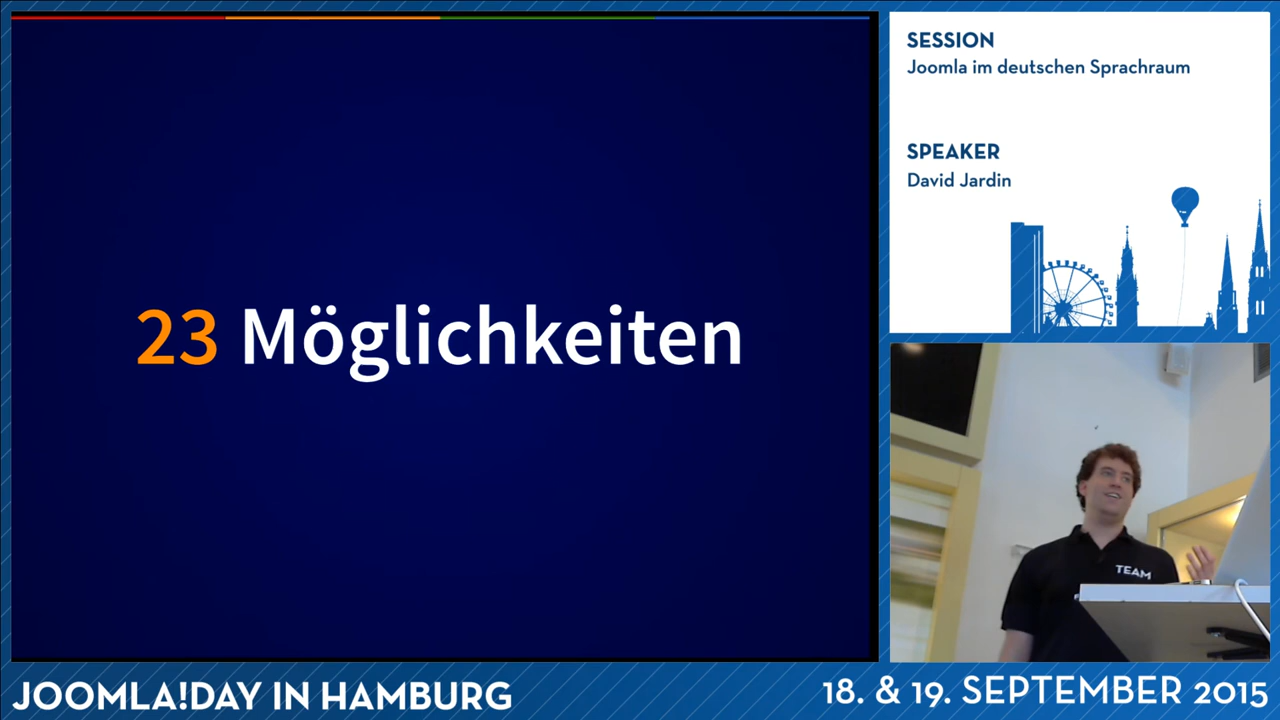 23 Möglichkeiten
SESSION
Joomla im deutschen Sprachraum
SPEAKER
David Jardin
TEAM
JOOMLA!DAY IN HAMBURG
18. & 19. SEPTEMBER 2015